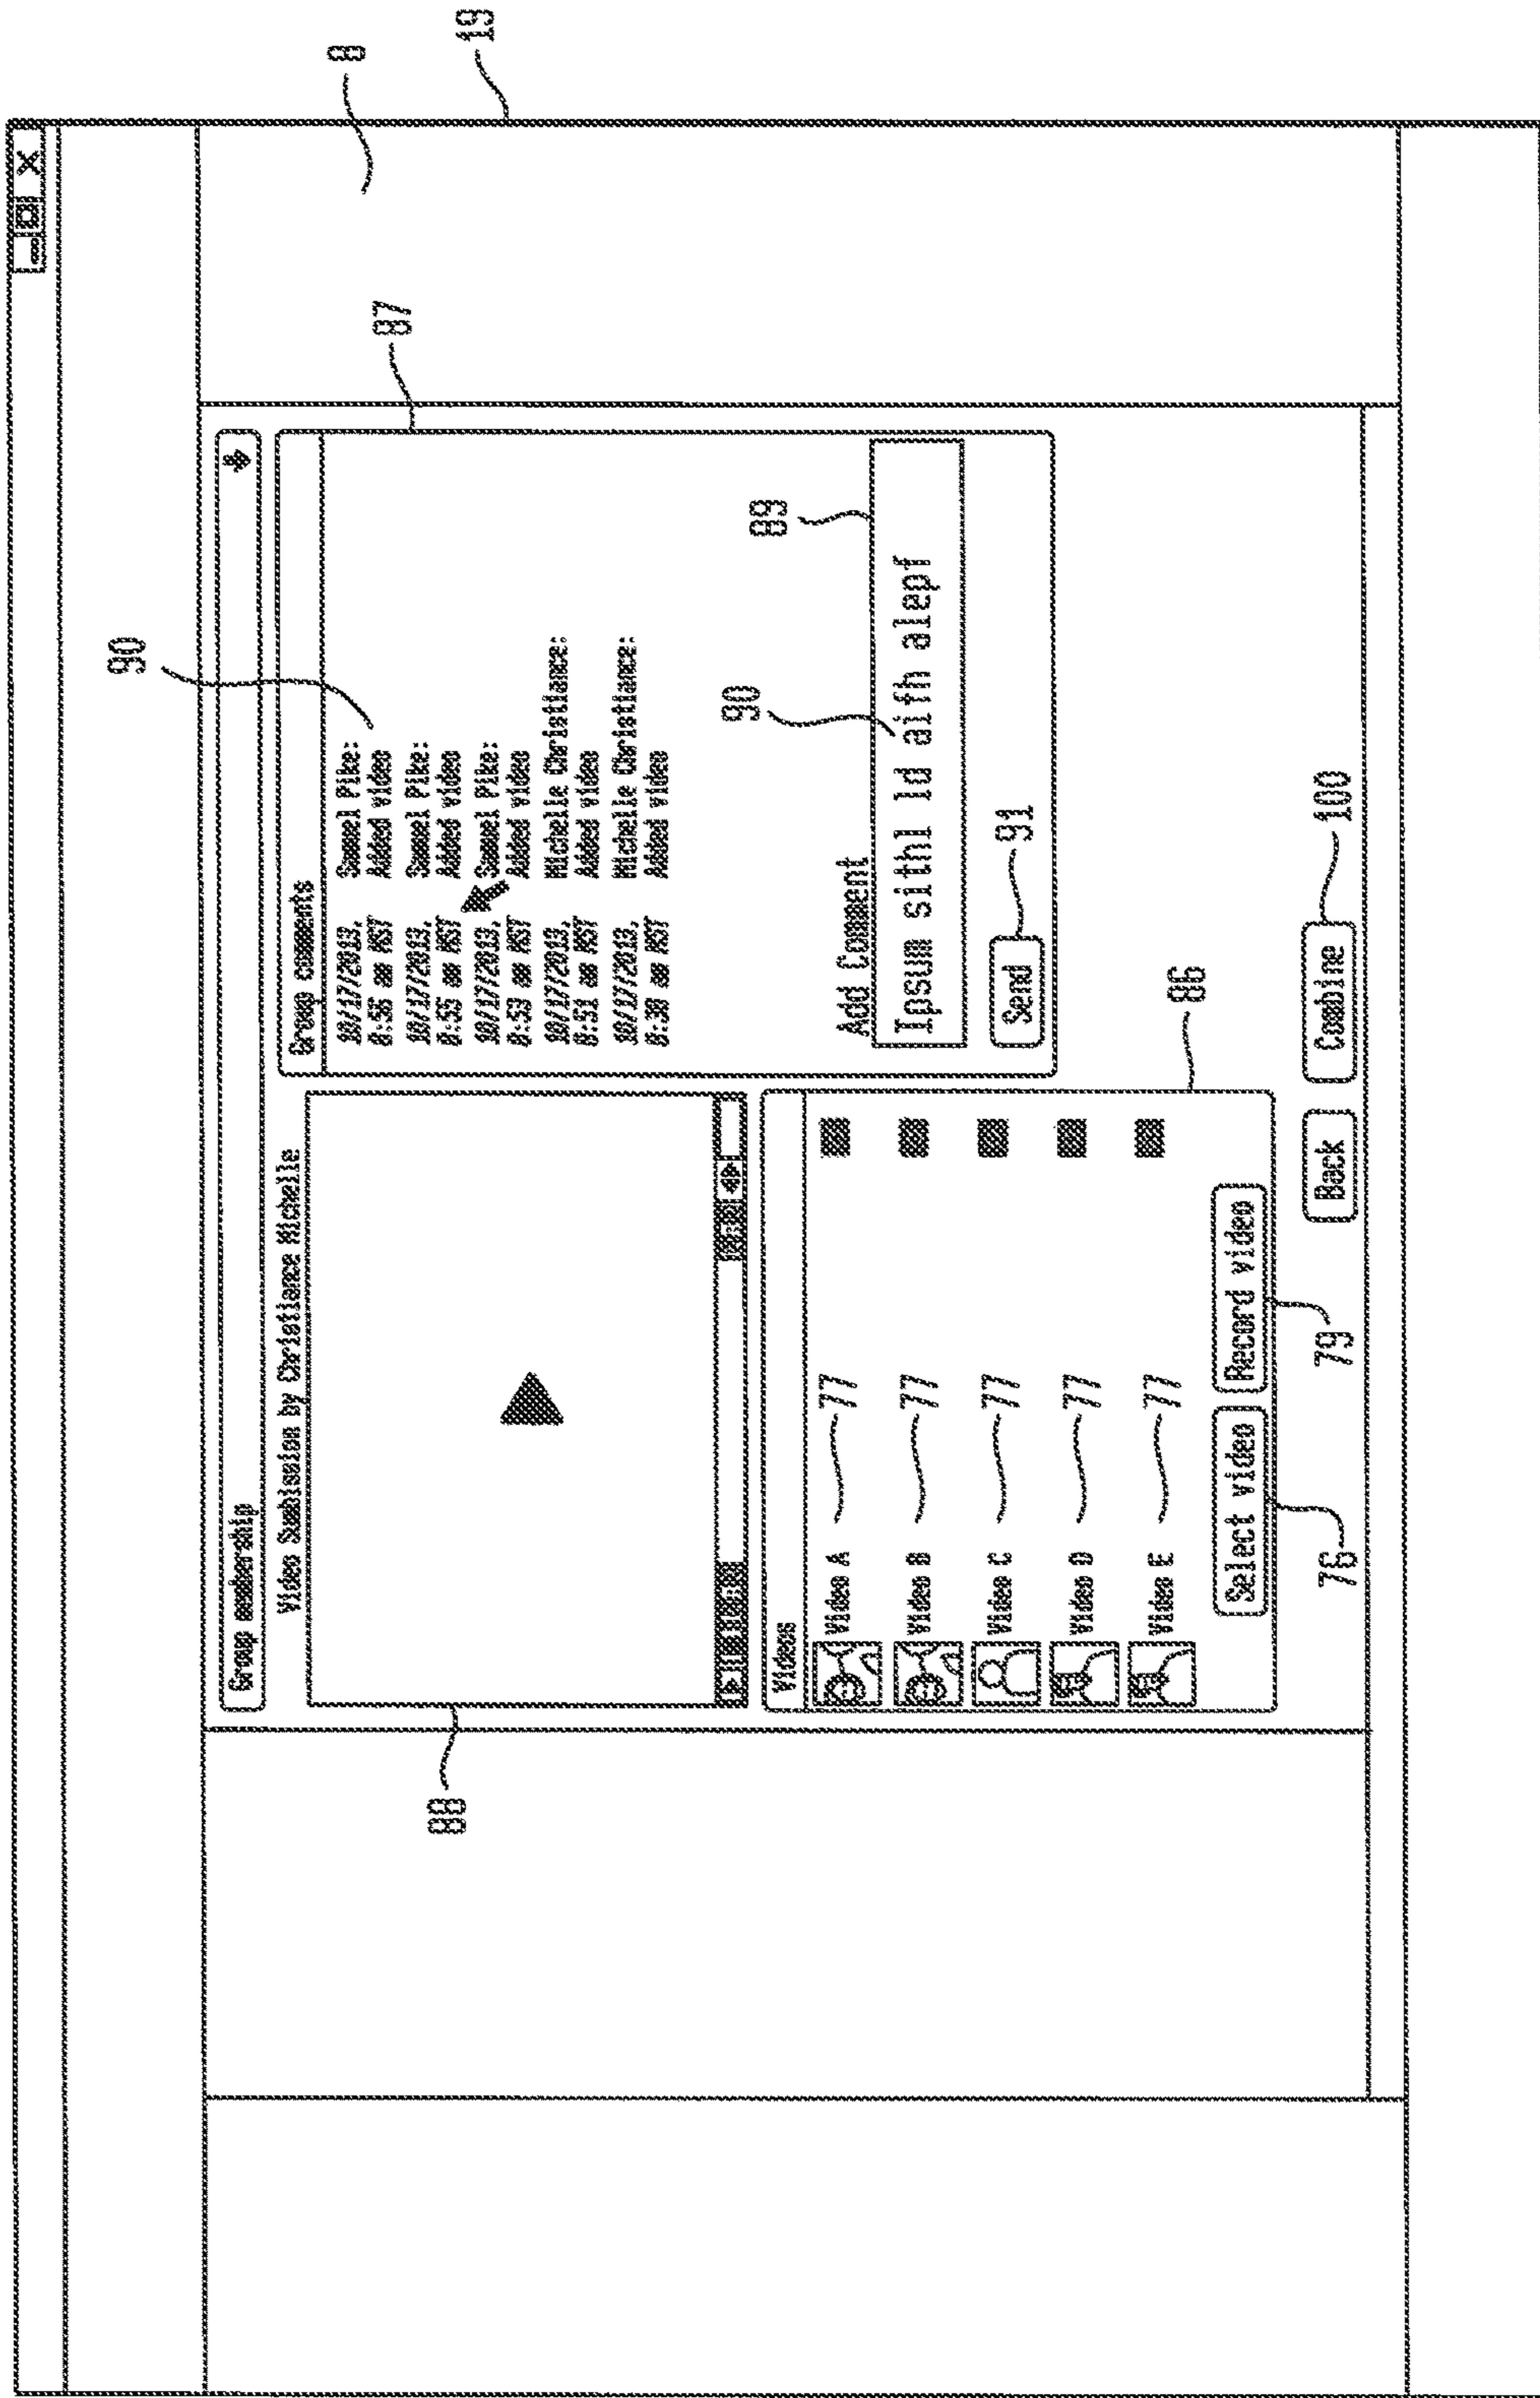 19
8
87
90
Group membership
Video Sumbission by Christiance Michelle
88
Group comments
10/17/2013, Samuel Pike:
8:56 am MST Added video
10/17/2013, Samuel Pike:
8:55 am MST Added video
10/17/2013, Samuel Pike:
8:53 am MST Added video
10/17/2013, Michelle Christiance:
8:51 am MST Added video
10/17/2013, Michelle Christiance:
8:38 am MST Added video
Add Comment
89
90
Ipsum sithl ld aifh alepf
Send
91
Videos
Video A 77
Video B 77
Video C 77
Video D 77
Video E 77
86
Select video Record video
76
79
Back Combine
100